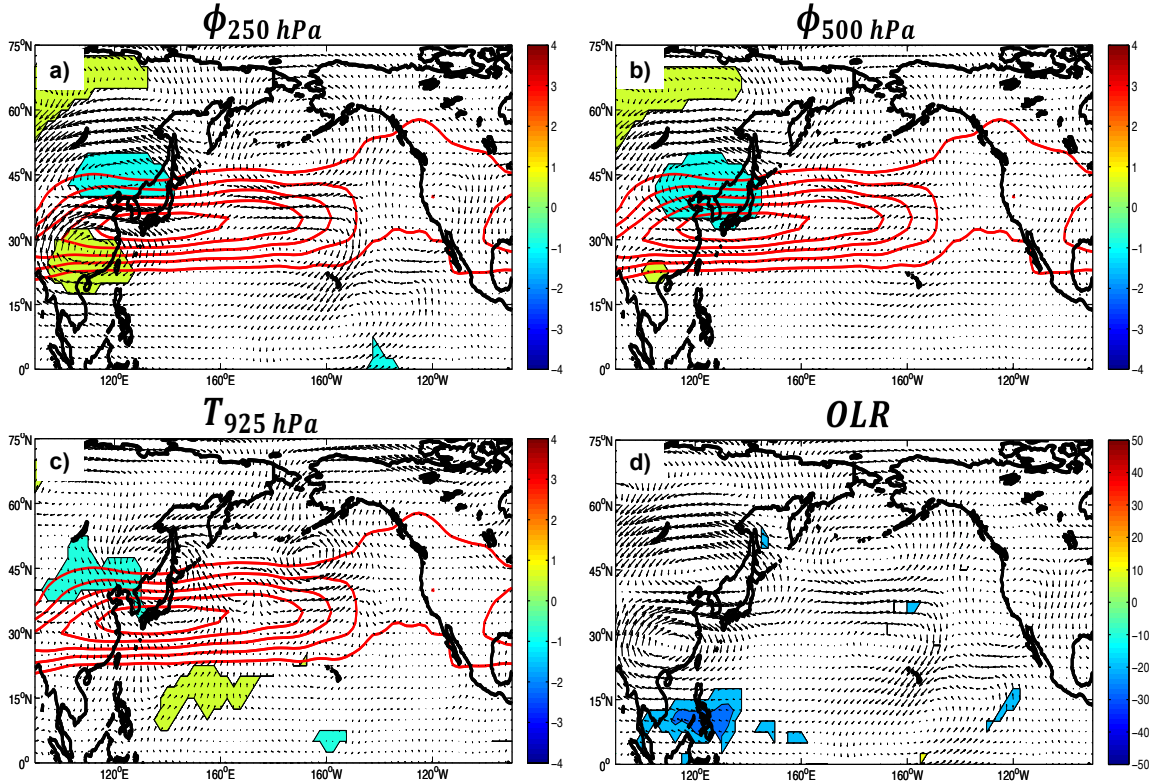 ϕ250 hPa
ϕ500 hPa
a)
75°N
60°N
45°N
30°N
15°N
0°
120°E
160°E
160°W
120°W
4
3
2
1
0
−1
−2
−3
−4
b)
75°N
60°N
45°N
30°N
15°N
0°
120°E
160°E
160°W
120°W
4
3
2
1
0
−1
−2
−3
−4
T925 hPa
OLR
c)
75°N
60°N
45°N
30°N
15°N
0°
120°E
160°E
160°W
120°W
4
3
2
1
0
−1
−2
−3
−4
d)
75°N
60°N
45°N
30°N
15°N
0°
120°E
160°E
160°W
120°W
50
40
30
20
10
0
−10
−20
−30
−40
−50